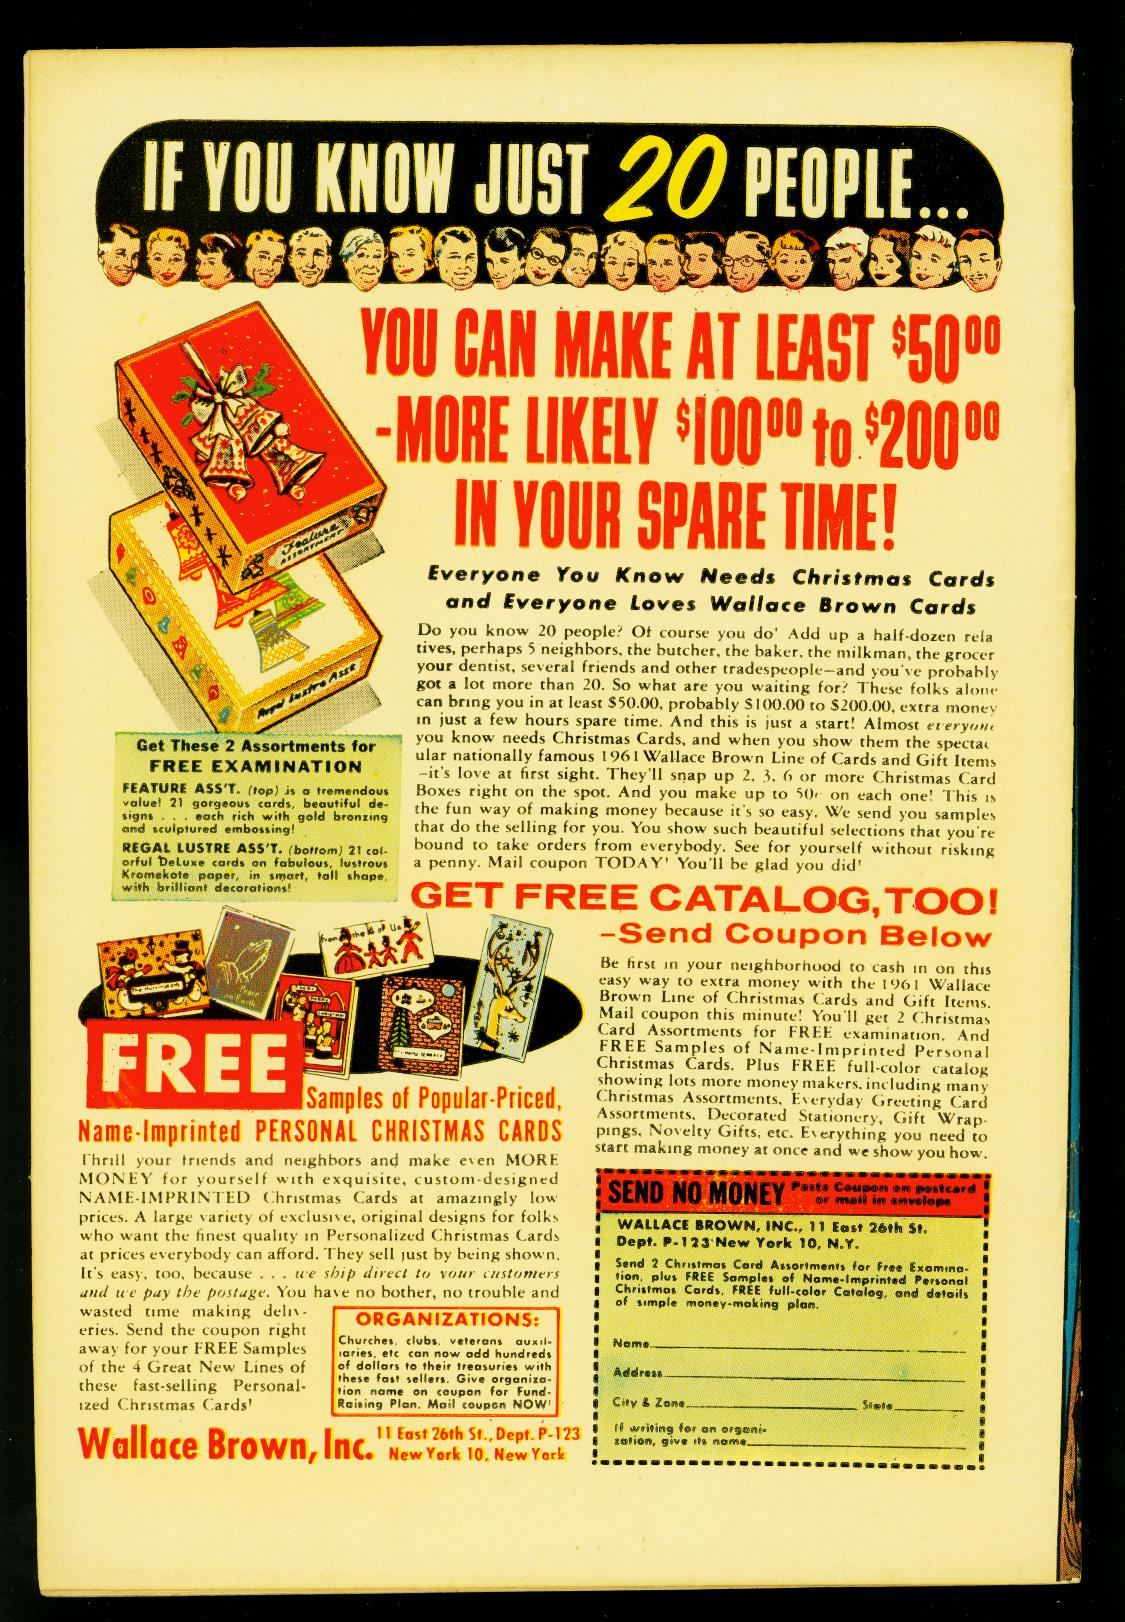 IF YOU KNOW JUST 20 PEOPLE...
YOU CAN MAKE AT LEAST $50⁰⁰
-MORE LIKELY $100⁰⁰ to $200⁰⁰
IN YOUR SPARE TIME!
Everyone You Know Needs Christmas Cards
and Everyone Loves Wallace Brown Cards
Do you know 20 people? Of course you do' Add up a half-dozen rela
tives, perhaps 5 neighbors, the butcher, the baker, the milkman, the grocer
your dentist, several friends and other tradespeople—and you've probably
got a lot more than 20. So what are you waiting for? These folks alone
can bring you in at least $50.00, probably $100.00 to $200.00, extra money
in just a few hours spare time. And this is just a start! Almost everyone
you know needs Christmas Cards, and when you show them the spectac
ular nationally famous 1961 Wallace Brown Line of Cards and Gift Items
—it's love at first sight. They'll snap up 2, 3, 6 or more Christmas Card
Boxes right on the spot. And you make up to 50c on each one! This is
the fun way of making money because it's so easy. We send you samples
that do the selling for you. You show such beautiful selections that you're
bound to take orders from everybody. See for yourself without risking
a penny. Mail coupon TODAY' You'll be glad you did'
Feature
ASSORTMENT
Regal Lustre Asst
Get These 2 Assortments for
FREE EXAMINATION
FEATURE ASS'T. (top) is a tremendous
value! 21 gorgeous cards, beautiful de-
signs . . . each rich with gold bronzing
and sculptured embossing!
REGAL LUSTRE ASS'T. (bottom) 21 col-
orful DeLuxe cards on fabulous, lustrous
Kromekote paper, in smart, tall shape,
with brilliant decorations!
GET FREE CATALOG, TOO!
-Send Coupon Below
Be first in your neighborhood to cash in on this
easy way to extra money with the 1961 Wallace
Brown Line of Christmas Cards and Gift Items.
Mail coupon this minute! You'll get 2 Christmas
Card Assortments for FREE examination. And
FREE Samples of Name-Imprinted Personal
Christmas Cards. Plus FREE full-color catalog
showing lots more money makers, including many
Christmas Assortments, Everyday Greeting Card
Assortments, Decorated Stationery, Gift Wrap-
pings, Novelty Gifts, etc. Everything you need to
start making money at once and we show you how.
FREE
Samples of Popular-Priced,
Name-Imprinted PERSONAL CHRISTMAS CARDS
Thrill your friends and neighbors and make even MORE
MONEY for yourself with exquisite, custom-designed
NAME-IMPRINTED Christmas Cards at amazingly low
prices. A large variety of exclusive, original designs for folks
who want the finest quality in Personalized Christmas Cards
at prices everybody can afford. They sell just by being shown.
It's easy, too, because . . . we ship direct to your customers
and we pay the postage. You have no bother, no trouble and
wasted time making deliv-
eries. Send the coupon right
away for your FREE Samples
of the 4 Great New Lines of
these fast-selling Personal-
ized Christmas Cards'
ORGANIZATIONS:
Churches, clubs, veterans auxil-
iaries, etc can now add hundreds
of dollars to their treasuries with
these fast sellers. Give organiza-
tion name on coupon for Fund-
Raising Plan. Mail coupon NOW'
Wallace Brown, Inc.
11 East 26th St., Dept. P-123
New York 10, New York
SEND NO MONEY Paste Coupon on postcard
or mail in envelope
WALLACE BROWN, INC., 11 East 26th St.
Dept. P-123 New York 10, N.Y.
Send 2 Christmas Card Assortments for Free Examina-
tion, plus FREE Samples of Name-Imprinted Personal
Christmas Cards, FREE full-color Catalog, and details
of simple money-making plan.
Name
Address
City & Zone State
If writing for an organi-
zation, give its name